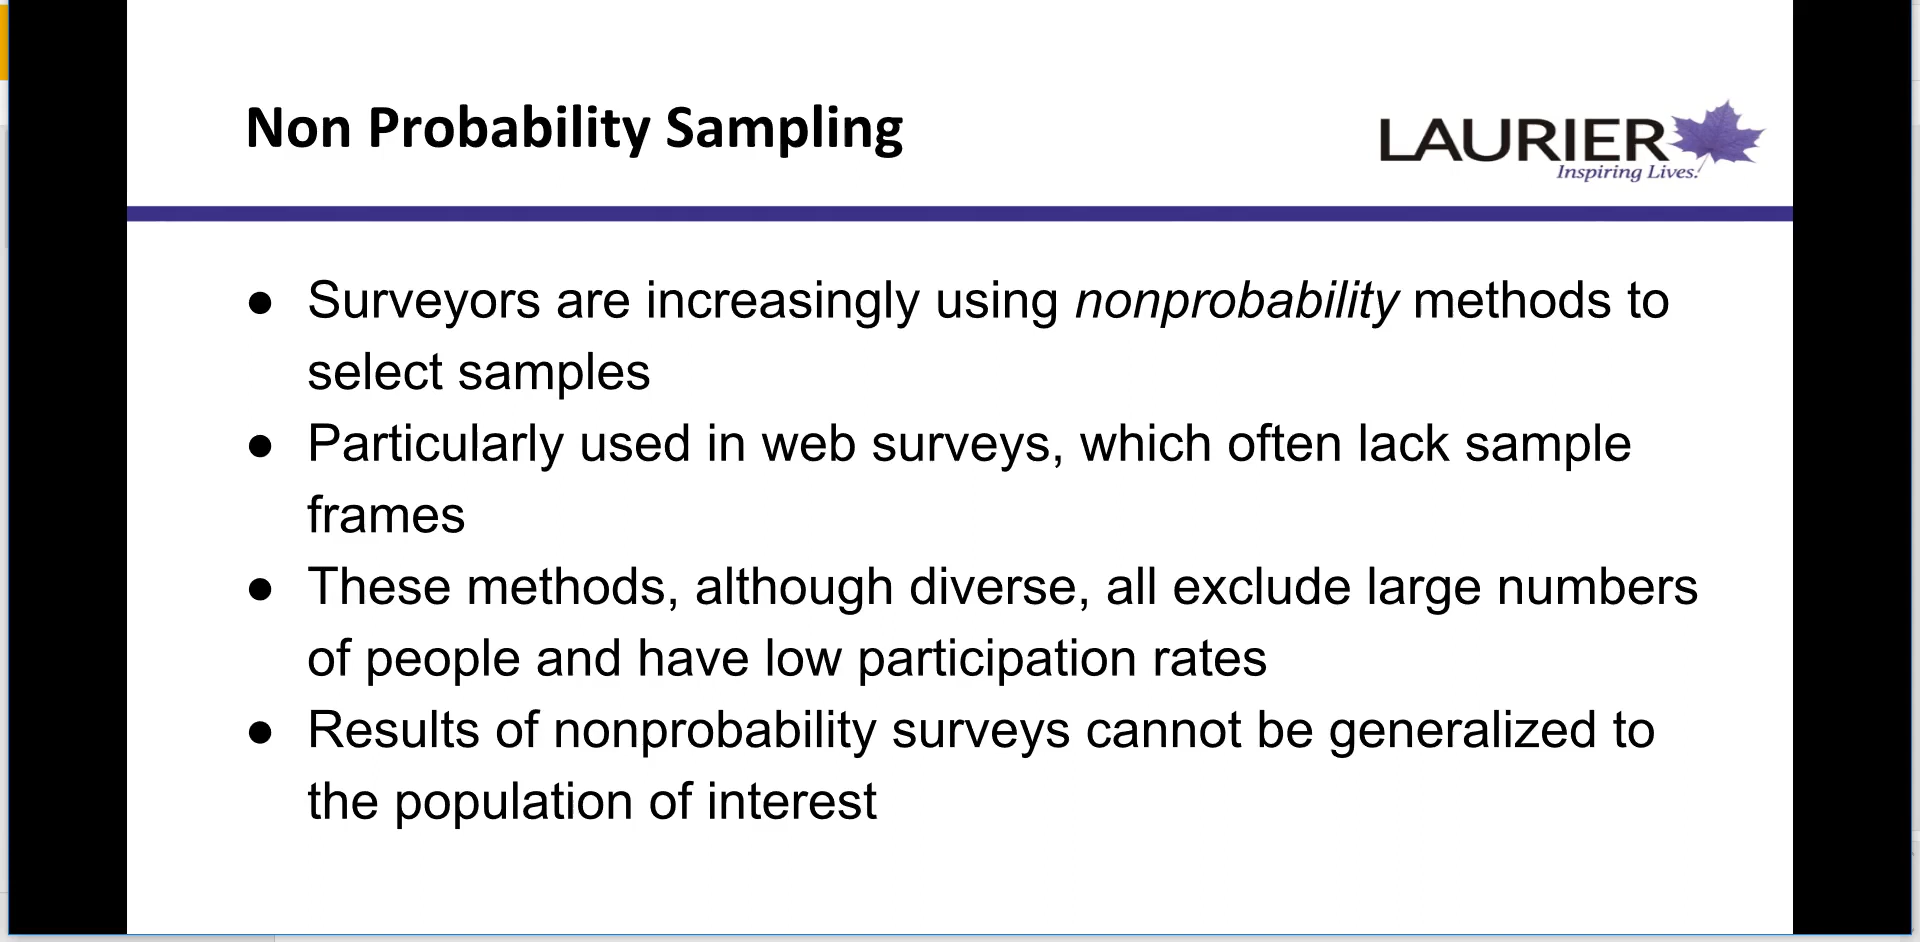 Non Probability Sampling
LAURIER
Inspiring Lives.
● Surveyors are increasingly using nonprobability methods to
select samples
● Particularly used in web surveys, which often lack sample
frames
● These methods, although diverse, all exclude large numbers
of people and have low participation rates
● Results of nonprobability surveys cannot be generalized to
the population of interest